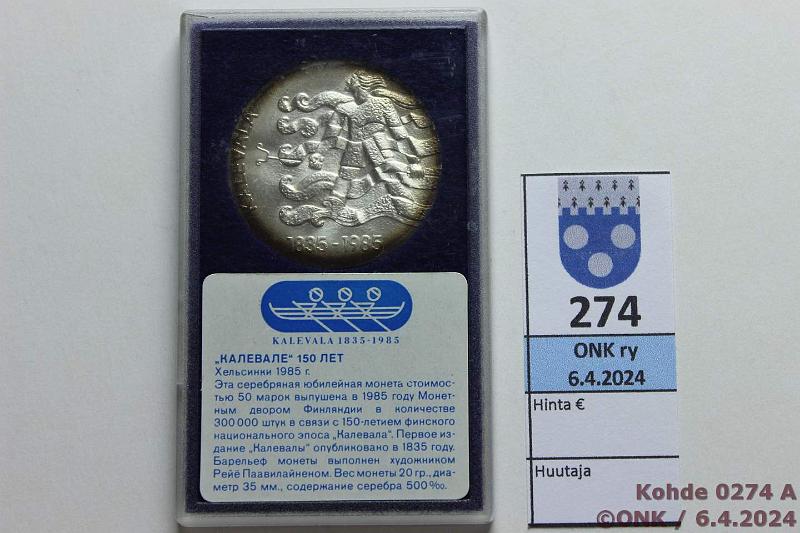 KALEVALA
1835-1985
KALEVALA 1835-1985
„КАЛЕВАЛЕ“ 150 ЛЕТ
Хельсинки 1985 г.
Эта серебряная юбилейная монета стоимос-
тью 50 марок выпушена в 1985 году Монет-
ным двором Финляндии в количестве
300 000 штук в связи с 150-летием финского
национального эпоса „Калевала“. Первое из-
дание „Калевалы“ опубликовано в 1835 году.
Барельеф монеты выполнен художником
Рейё Паавилайненом. Вес монеты 20 гр., диа-
метр 35 мм., содержание серебра 500‰.
274
ONK ry
6.4.2024
Hinta €
Huutaja
Kohde 0274 A
©ONK / 6.4.2024